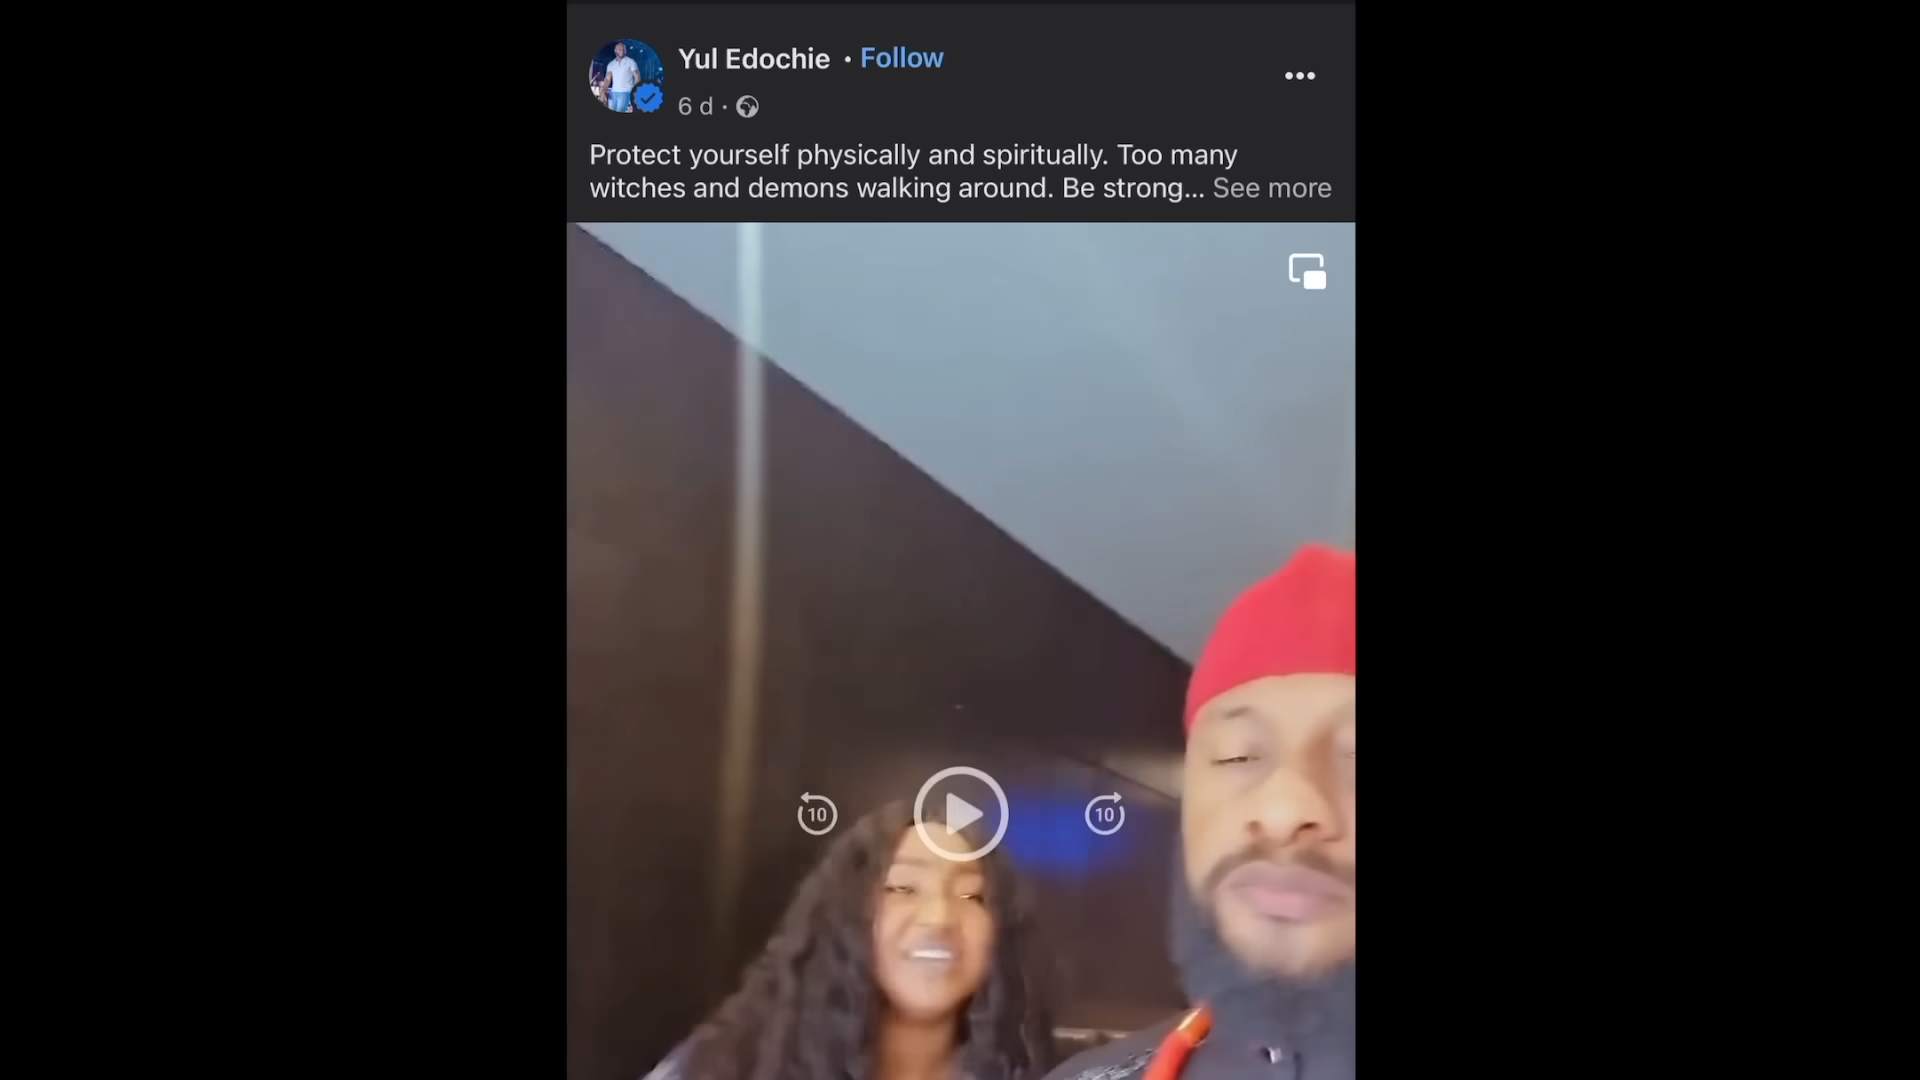 Yul Edochie • Follow
6 d ·
Protect yourself physically and spiritually. Too many
witches and demons walking around. Be strong... See more
10
10